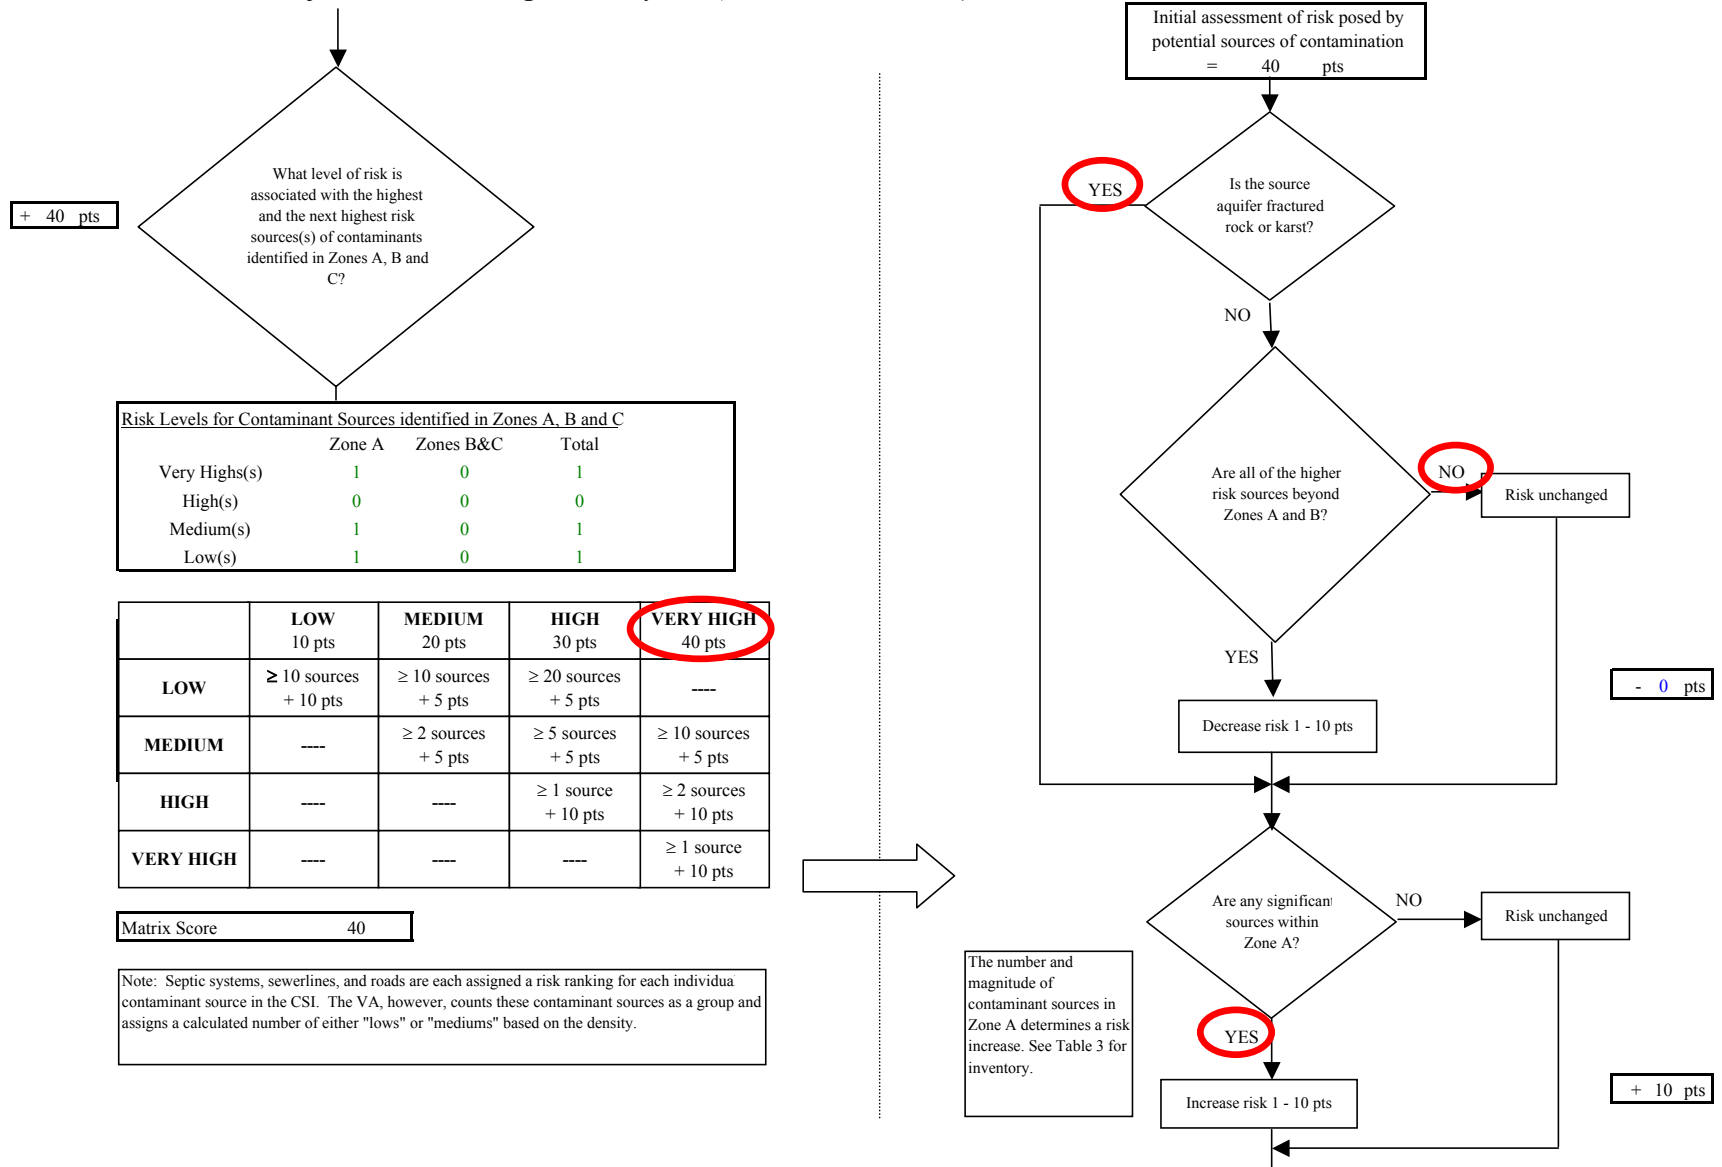 What level of risk is
associated with the highest
and the next highest risk
sources(s) of contaminants
identified in Zones A, B and
C?
+ 40 pts
Risk Levels for Contaminant Sources identified in Zones A, B and C
Zone A Zones B&C Total
Very Highs(s) 1 0 1
High(s) 0 0 0
Medium(s) 1 0 1
Low(s) 1 0 1
LOW MEDIUM HIGH VERY HIGH
10 pts 20 pts 30 pts 40 pts
LOW ≥ 10 sources ≥ 10 sources ≥ 20 sources ----
+ 10 pts + 5 pts + 5 pts
MEDIUM ---- ≥ 2 sources ≥ 5 sources ≥ 10 sources
+ 5 pts + 5 pts + 5 pts
HIGH ---- ---- ≥ 1 source ≥ 2 sources
+ 10 pts + 10 pts
VERY HIGH ---- ---- ---- ≥ 1 source
+ 10 pts
Matrix Score 40
Note: Septic systems, sewerlines, and roads are each assigned a risk ranking for each individua
contaminant source in the CSI. The VA, however, counts these contaminant sources as a group and
assigns a calculated number of either "lows" or "mediums" based on the density.
Initial assessment of risk posed by
potential sources of contamination
= 40 pts
Is the source
aquifer fractured
rock or karst?
YES
NO
Are all of the higher
risk sources beyond
Zones A and B?
NO
Risk unchanged
YES
- 0 pts
Decrease risk 1 - 10 pts
Are any significant
sources within
Zone A?
NO
Risk unchanged
The number and
magnitude of
contaminant sources in
Zone A determines a risk
increase. See Table 3 for
inventory.
YES
+ 10 pts
Increase risk 1 - 10 pts